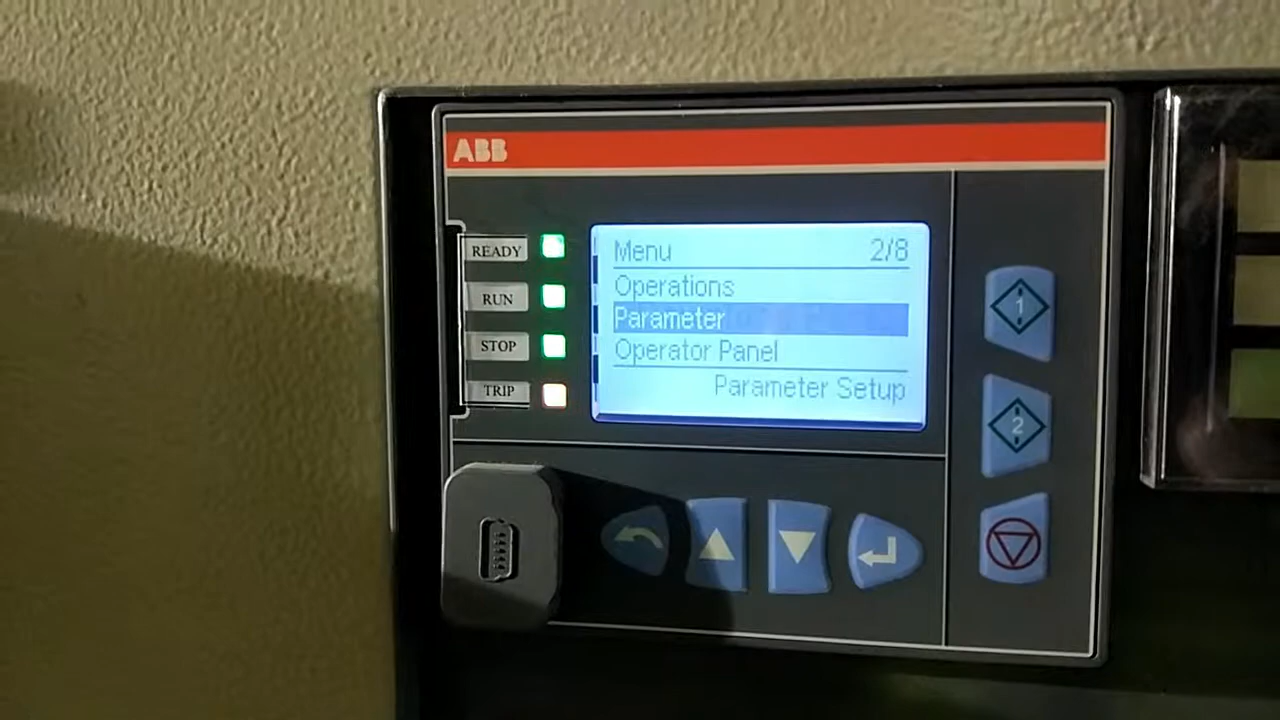 ABB
READY
RUN
STOP
TRIP
Menu 2/8
Operations
Parameter
Operator Panel
Parameter Setup
1
2